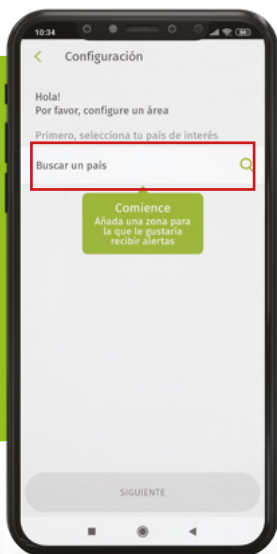 10:34
Configuración
Hola!
Por favor, configure un área
Primero, selecciona tu país de interés
Buscar un país
Comience
Añada una zona para
la que le gustaría
recibir alertas
SIGUIENTE